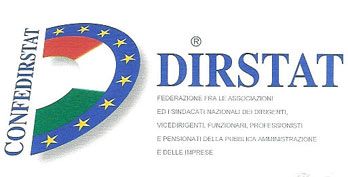 CONFEDIRSTAT
®
DIRSTAT
FEDERAZIONE FRA LE ASSOCIAZIONI
ED I SINDACATI NAZIONALI DEI DIRIGENTI,
VICEDIRIGENTI, FUNZIONARI, PROFESSIONISTI
E PENSIONATI DELLA PUBBLICA AMMINISTRAZIONE
E DELLE IMPRESE